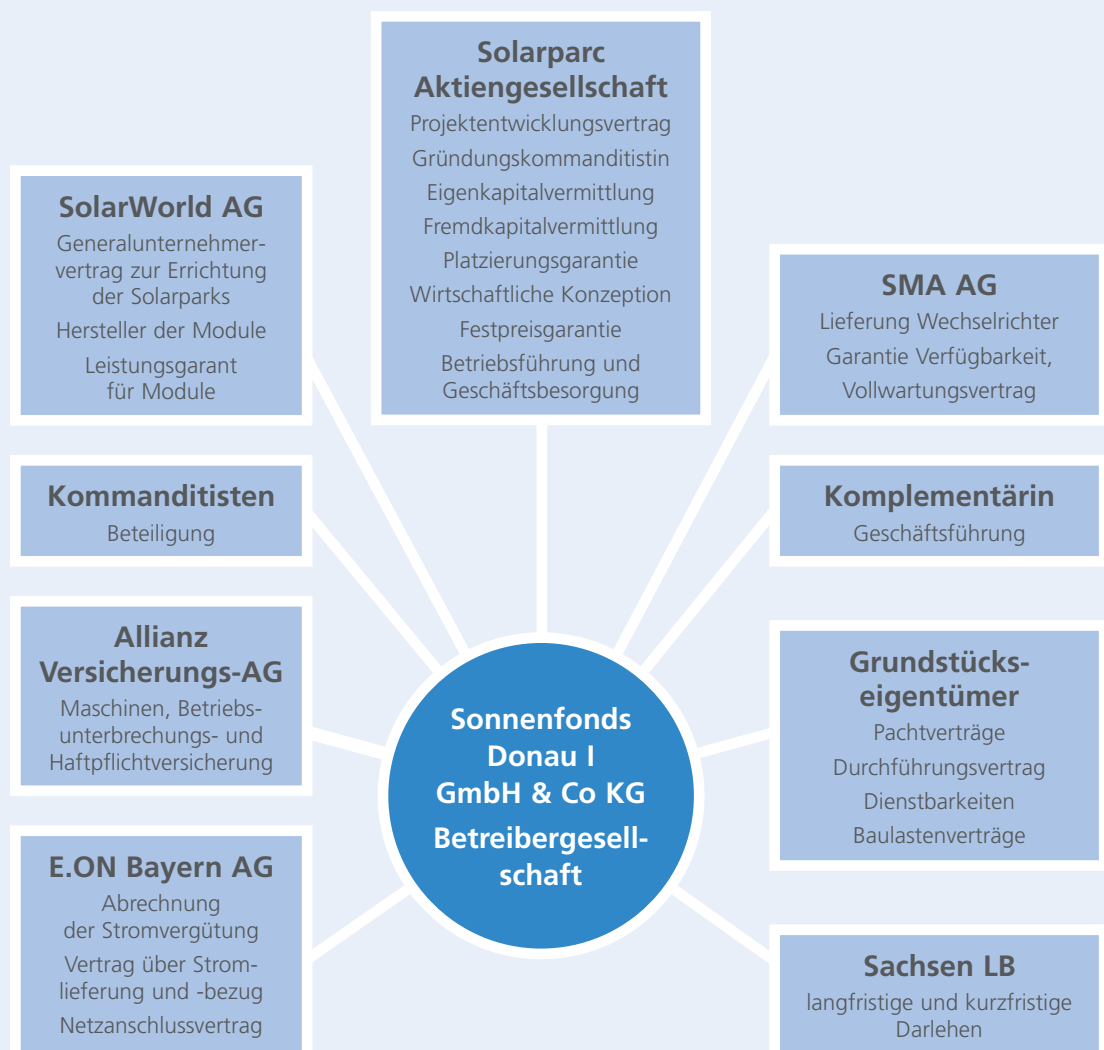 Solarparc
Aktiengesellschaft
Projektentwicklungsvertrag
Gründungskommanditistin
Eigenkapitalvermittlung
Fremdkapitalvermittlung
Platzierungsgarantie
Wirtschaftliche Konzeption
Festpreisgarantie
Betriebsführung und
Geschäftsbesorgung
SolarWorld AG
Generalunternehmer-
vertrag zur Errichtung
der Solarparks
Hersteller der Module
Leistungsgarant
für Module
SMA AG
Lieferung Wechselrichter
Garantie Verfügbarkeit,
Vollwartungsvertrag
Kommanditisten
Beteiligung
Komplementärin
Geschäftsführung
Allianz
Versicherungs-AG
Maschinen, Betriebs-
unterbrechungs- und
Haftpflichtversicherung
Grundstücks-
eigentümer
Pachtverträge
Durchführungsvertrag
Dienstbarkeiten
Baulastenverträge
Sonnenfonds
Donau I
GmbH & Co KG
Betreibergesell-
schaft
E.ON Bayern AG
Abrechnung
der Stromvergütung
Vertrag über Strom-
lieferung und -bezug
Netzanschlussvertrag
Sachsen LB
langfristige und kurzfristige
Darlehen